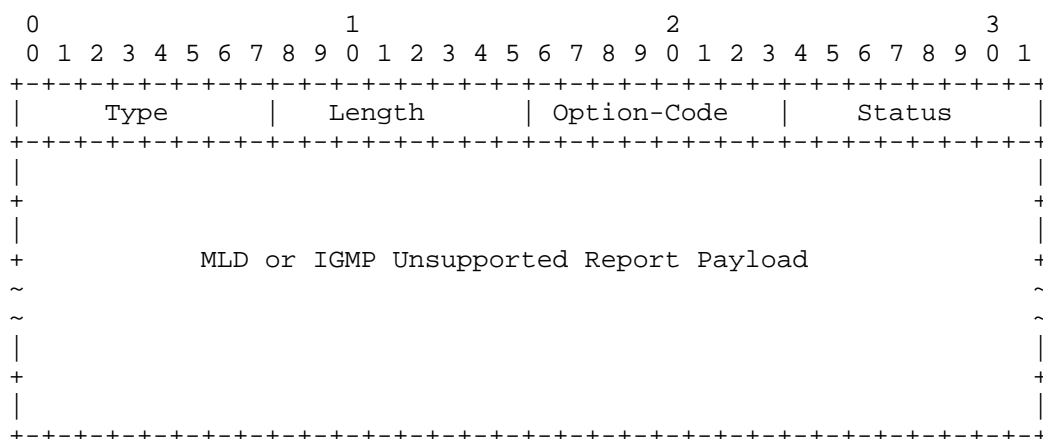 0                   1                   2                   3
 0 1 2 3 4 5 6 7 8 9 0 1 2 3 4 5 6 7 8 9 0 1 2 3 4 5 6 7 8 9 0 1
+-+-+-+-+-+-+-+-+-+-+-+-+-+-+-+-+-+-+-+-+-+-+-+-+-+-+-+-+-+-+-+-+
|     Type      |   Length      | Option-Code   |    Status     |
+-+-+-+-+-+-+-+-+-+-+-+-+-+-+-+-+-+-+-+-+-+-+-+-+-+-+-+-+-+-+-+-+
|                                                               |
+                                                               +
|                                                               |
+           MLD or IGMP Unsupported Report Payload              +
~                                                               ~
~                                                               ~
|                                                               |
+                                                               +
|                                                               |
+-+-+-+-+-+-+-+-+-+-+-+-+-+-+-+-+-+-+-+-+-+-+-+-+-+-+-+-+-+-+-+-+